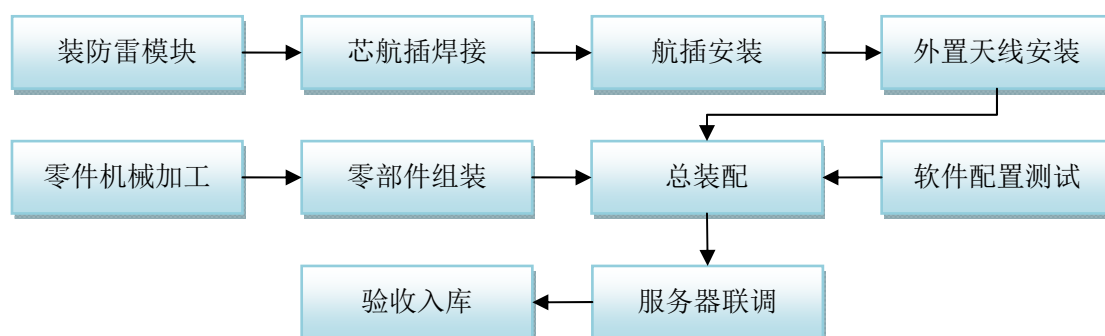 装防雷模块
芯航插焊接
航插安装
外置天线安装
零件机械加工
零部件组装
总装配
软件配置测试
验收入库
服务器联调